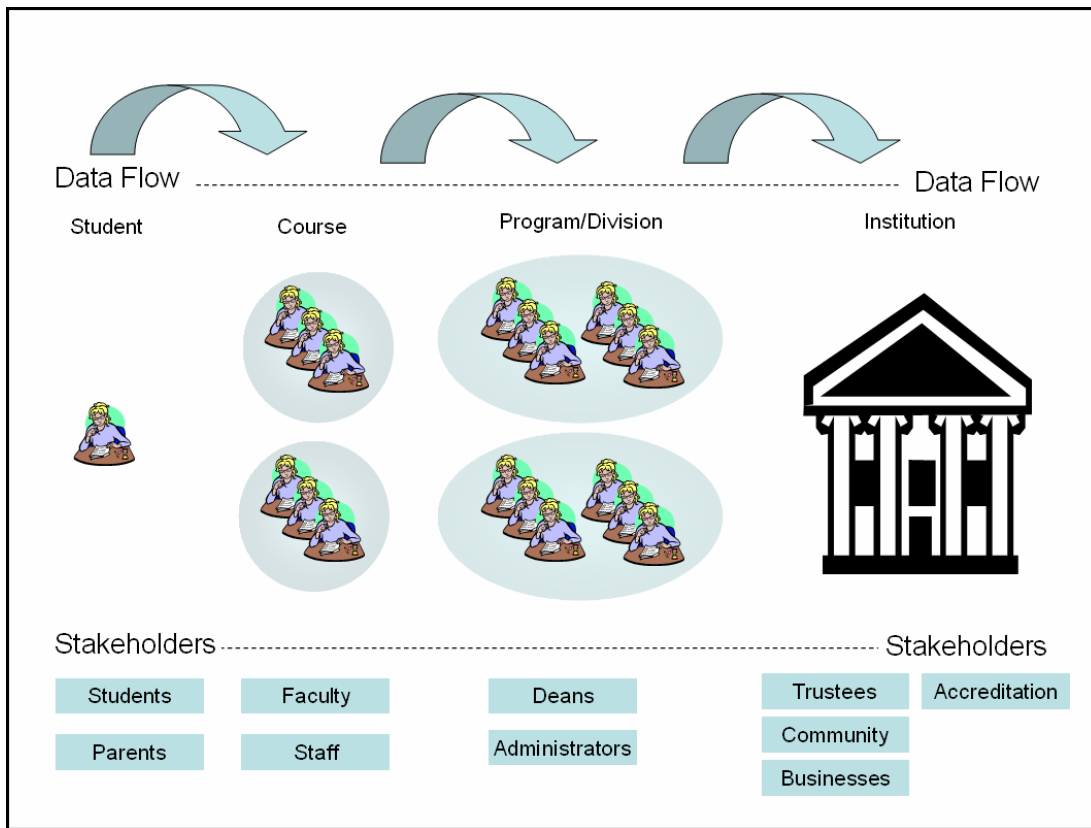 Data Flow
Data Flow
Student
Course
Program/Division
Institution
Stakeholders
Stakeholders
Students
Faculty
Deans
Trustees
Accreditation
Parents
Staff
Administrators
Community
Businesses